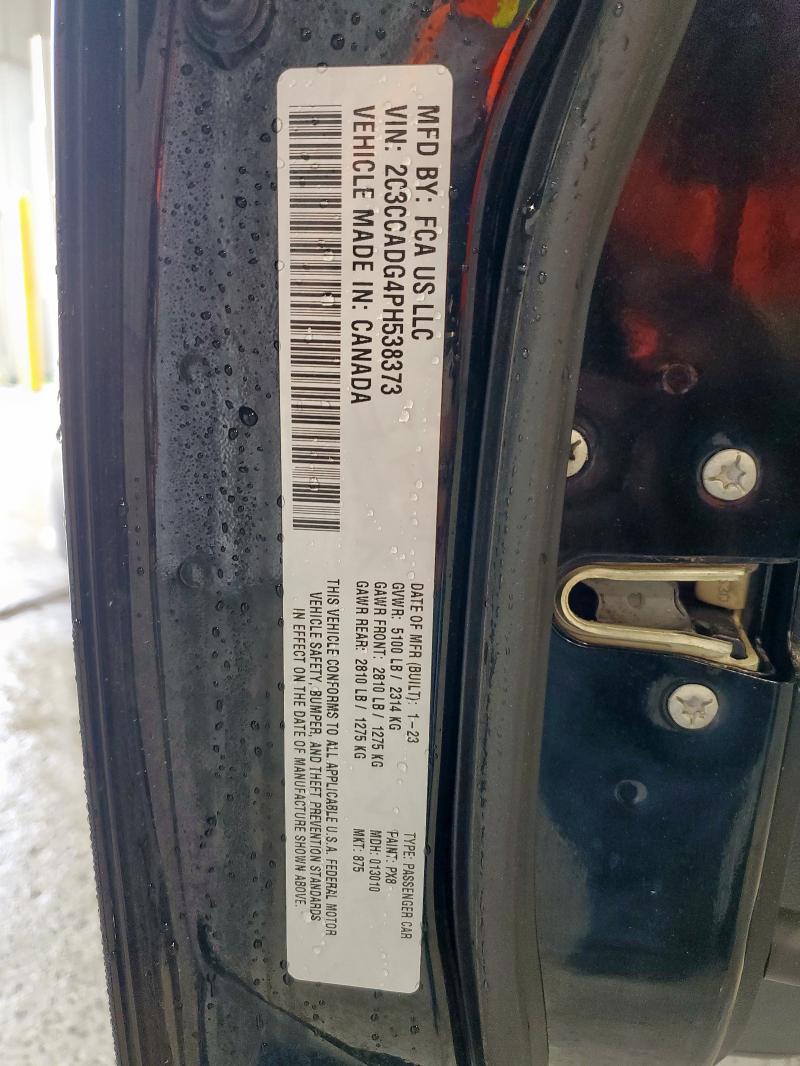 MFD BY: FCA US LLC
VIN: 2C3CCADG4PH538373
VEHICLE MADE IN: CANADA
DATE OF MFR (BUILT): 1-23
GVWR: 5100 LB / 2314 KG
GAWR FRONT: 2810 LB / 1275 KG
GAWR REAR: 2810 LB / 1275 KG
TYPE: PASSENGER CAR
PAINT: PX8
MDH: 013010
MKT: 875
THIS VEHICLE CONFORMS TO ALL APPLICABLE U.S.A. FEDERAL MOTOR
VEHICLE SAFETY, BUMPER, AND THEFT PREVENTION STANDARDS
IN EFFECT ON THE DATE OF MANUFACTURE SHOWN ABOVE.